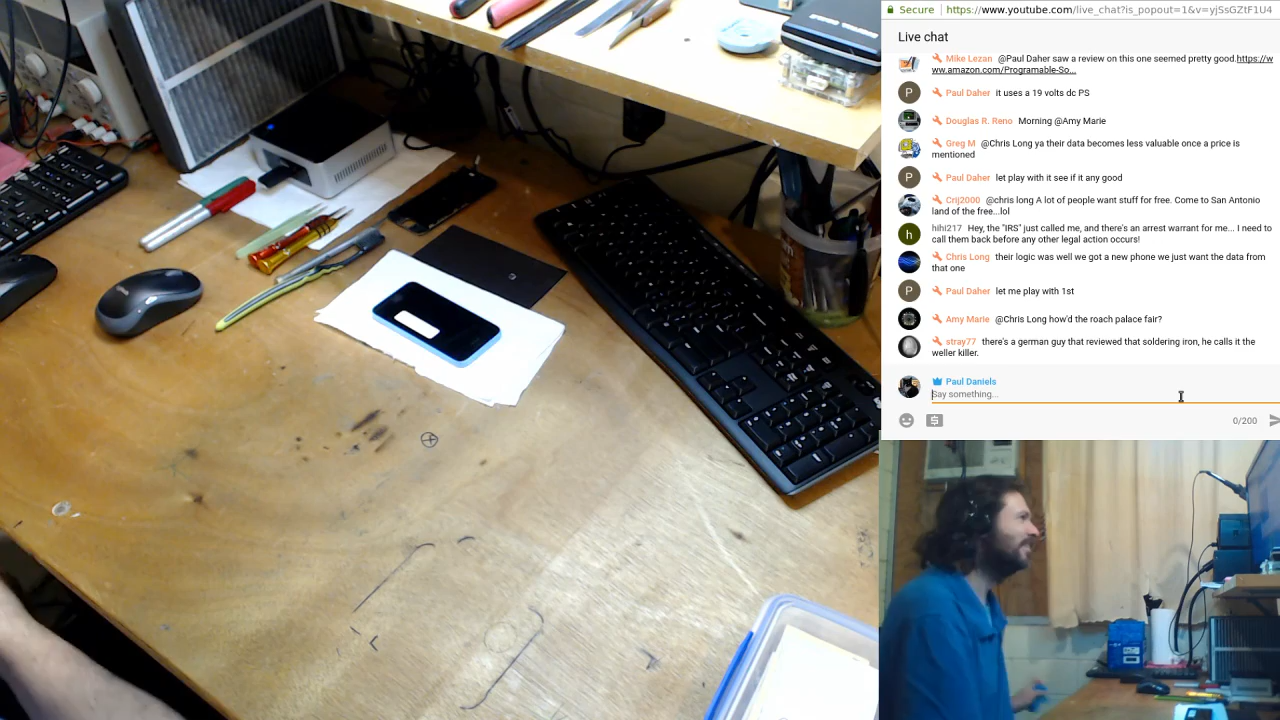 Secure https://www.youtube.com/live_chat?is_popout=1&v=yjSsGZtF1U4
Live chat
Mike Lezan @Paul Daher saw a review on this one seemed pretty good.https://w
ww.amazon.com/Programable-So...
Paul Daher it uses a 19 volts dc PS
Douglas R. Reno Morning @Amy Marie
Greg M @Chris Long ya their data becomes less valuable once a price is
mentioned
Paul Daher let play with it see if it any good
Crij2000 @chris long A lot of people want stuff for free. Come to San Antonio
land of the free...lol
hihi217 Hey, the "IRS" just called me, and there's an arrest warrant for me... I need to
call them back before any other legal action occurs!
Chris Long their logic was well we got a new phone we just want the data from
that one
Paul Daher let me play with 1st
Amy Marie @Chris Long how'd the roach palace fair?
stray77 there's a german guy that reviewed that soldering iron, he calls it the
weller killer.
Paul Daniels
Say something...
0/200